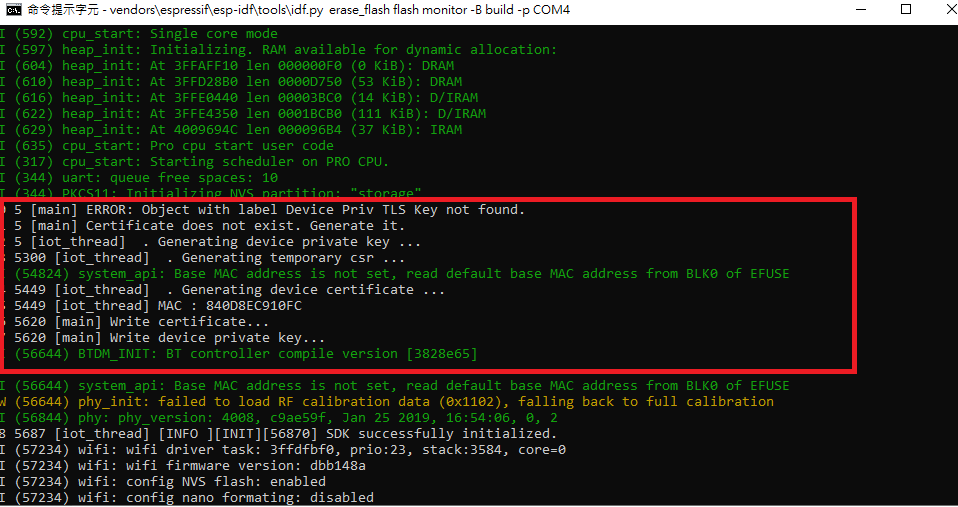 命令提示字元 - vendors\espressif\esp-idf\tools\idf.py erase_flash flash monitor -B build -p COM4
I (592) cpu_start: Single core mode
I (597) heap_init: Initializing. RAM available for dynamic allocation:
I (604) heap_init: At 3FFAFF10 len 000000F0 (0 KiB): DRAM
I (610) heap_init: At 3FFD28B0 len 0000D750 (53 KiB): DRAM
I (616) heap_init: At 3FFE0440 len 00003BC0 (14 KiB): D/IRAM
I (622) heap_init: At 3FFE4350 len 0001BCB0 (111 KiB): D/IRAM
I (629) heap_init: At 4009694C len 000096B4 (37 KiB): IRAM
I (635) cpu_start: Pro cpu start user code
I (317) cpu_start: Starting scheduler on PRO CPU.
I (344) uart: queue free spaces: 10
I (344) PKCS11: Initializing NVS partition: "storage"
5 [main] ERROR: Object with label Device Priv TLS Key not found.
5 [main] Certificate does not exist. Generate it.
5 [iot_thread]  . Generating device private key ...
5300 [iot_thread]  . Generating temporary csr ...
(54824) system_api: Base MAC address is not set, read default base MAC address from BLK0 of EFUSE
5449 [iot_thread]  . Generating device certificate ...
5449 [iot_thread] MAC : 840D8EC910FC
5620 [main] Write certificate...
5620 [main] Write device private key...
(56644) BTDM_INIT: BT controller compile version [3828e65]
I (56644) system_api: Base MAC address is not set, read default base MAC address from BLK0 of EFUSE
W (56644) phy_init: failed to load RF calibration data (0x1102), falling back to full calibration
I (56844) phy: phy_version: 4008, c9ae59f, Jan 25 2019, 16:54:06, 0, 2
8 5687 [iot_thread] [INFO ][INIT][56870] SDK successfully initialized.
I (57234) wifi: wifi driver task: 3ffdfbf0, prio:23, stack:3584, core=0
I (57234) wifi: wifi firmware version: dbb148a
I (57234) wifi: config NVS flash: enabled
I (57234) wifi: config nano formating: disabled